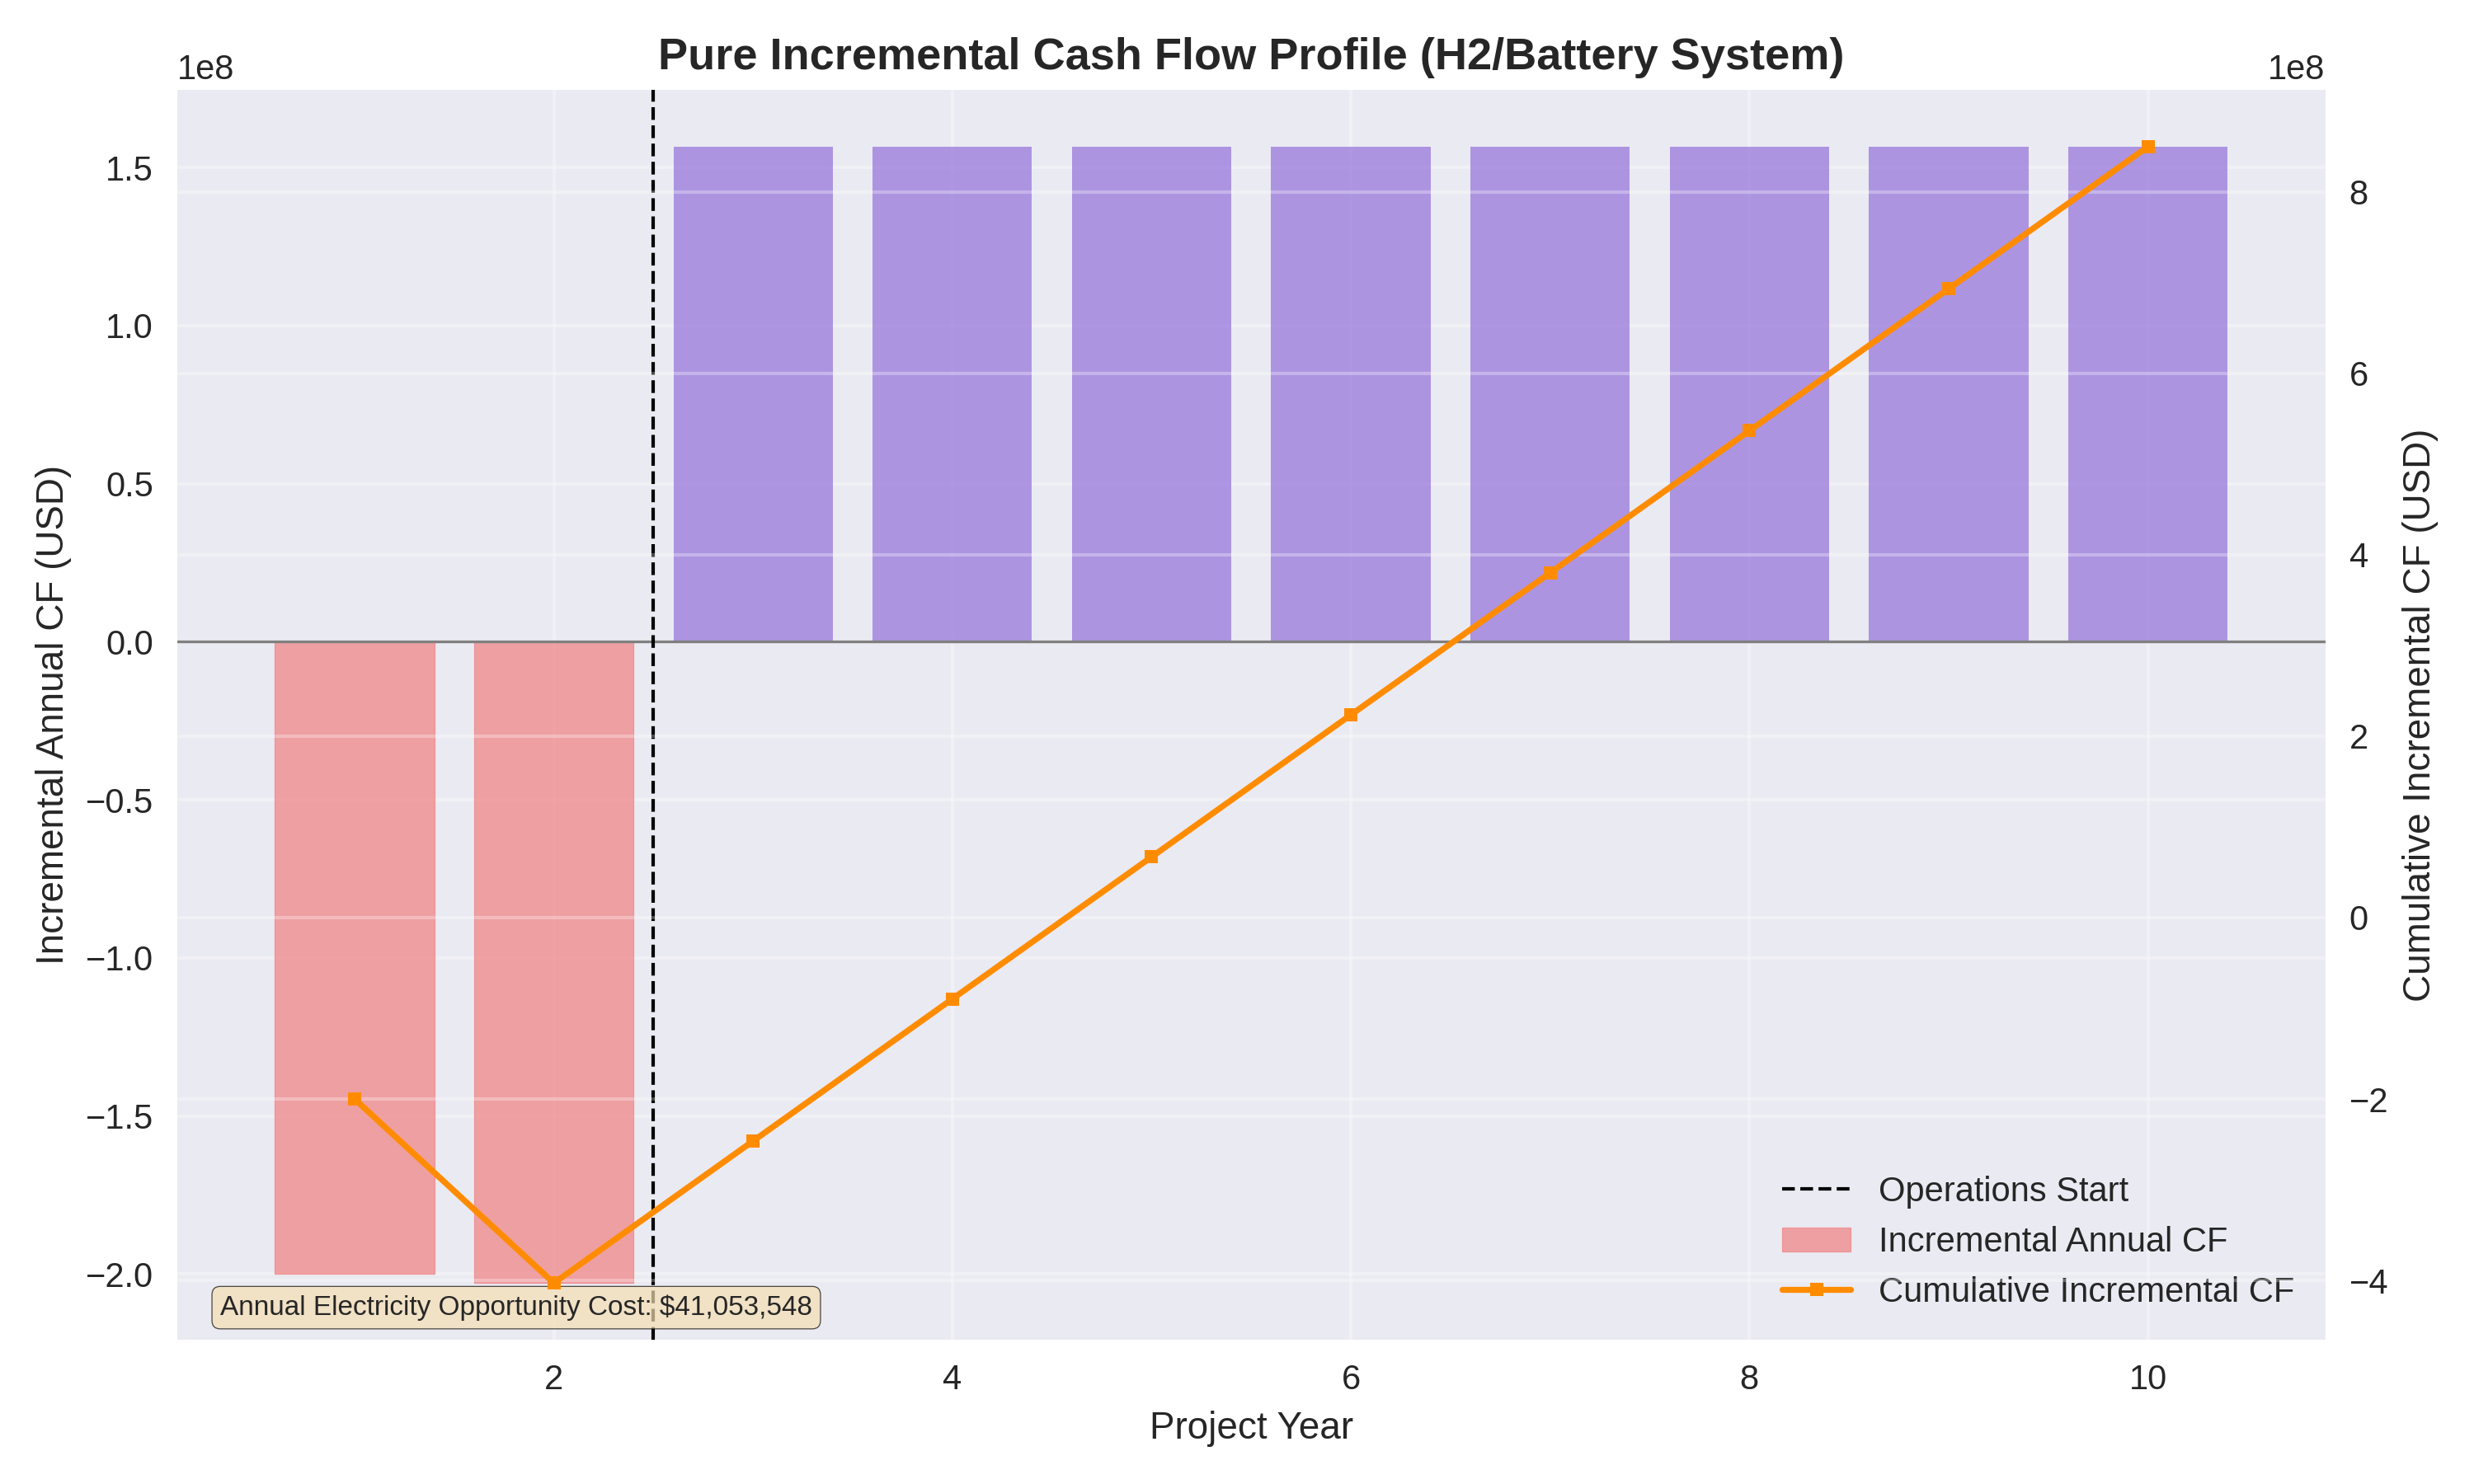 Pure Incremental Cash Flow Profile (H2/Battery System)
1e8
1e8
Incremental Annual CF (USD)
1.5
1.0
0.5
0.0
−0.5
−1.0
−1.5
−2.0
8
6
4
2
0
−2
−4
Cumulative Incremental CF (USD)
Operations Start
Incremental Annual CF
Cumulative Incremental CF
Annual Electricity Opportunity Cost: $41,053,548
2
4
6
8
10
Project Year